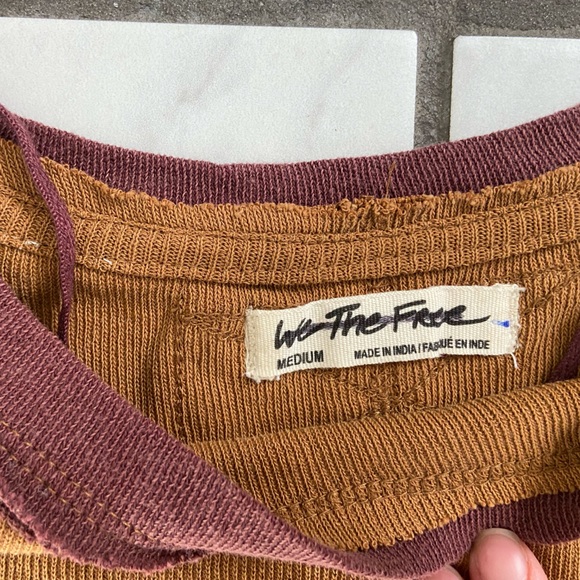 We The Free
MEDIUM MADE IN INDIA / FABRIQUÉ EN INDE